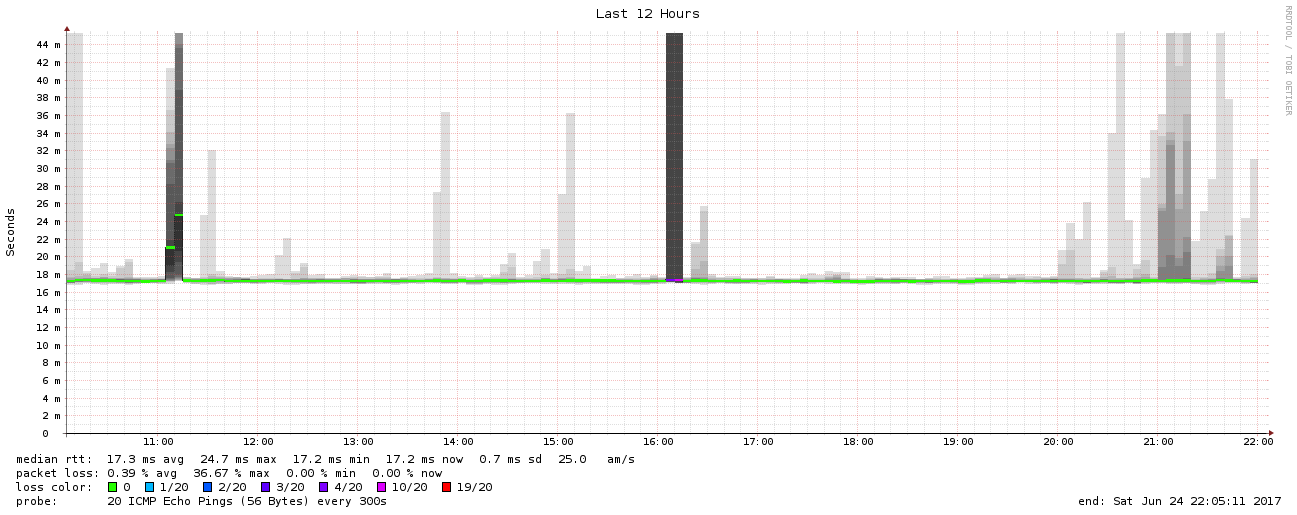 Last 12 Hours
RRDTOOL / TOBI OETIKER
Seconds
44 m
42 m
40 m
38 m
36 m
34 m
32 m
30 m
28 m
26 m
24 m
22 m
20 m
18 m
16 m
14 m
12 m
10 m
8 m
6 m
4 m
2 m
0
11:00 12:00 13:00 14:00 15:00 16:00 17:00 18:00 19:00 20:00 21:00 22:00
median rtt: 17.3 ms avg 24.7 ms max 17.2 ms min 17.2 ms now 0.7 ms sd 25.0 am/s
packet loss: 0.39 % avg 36.67 % max 0.00 % min 0.00 % now
loss color: 0 1/20 2/20 3/20 4/20 10/20 19/20
probe: 20 ICMP Echo Pings (56 Bytes) every 300s end: Sat Jun 24 22:05:11 2017